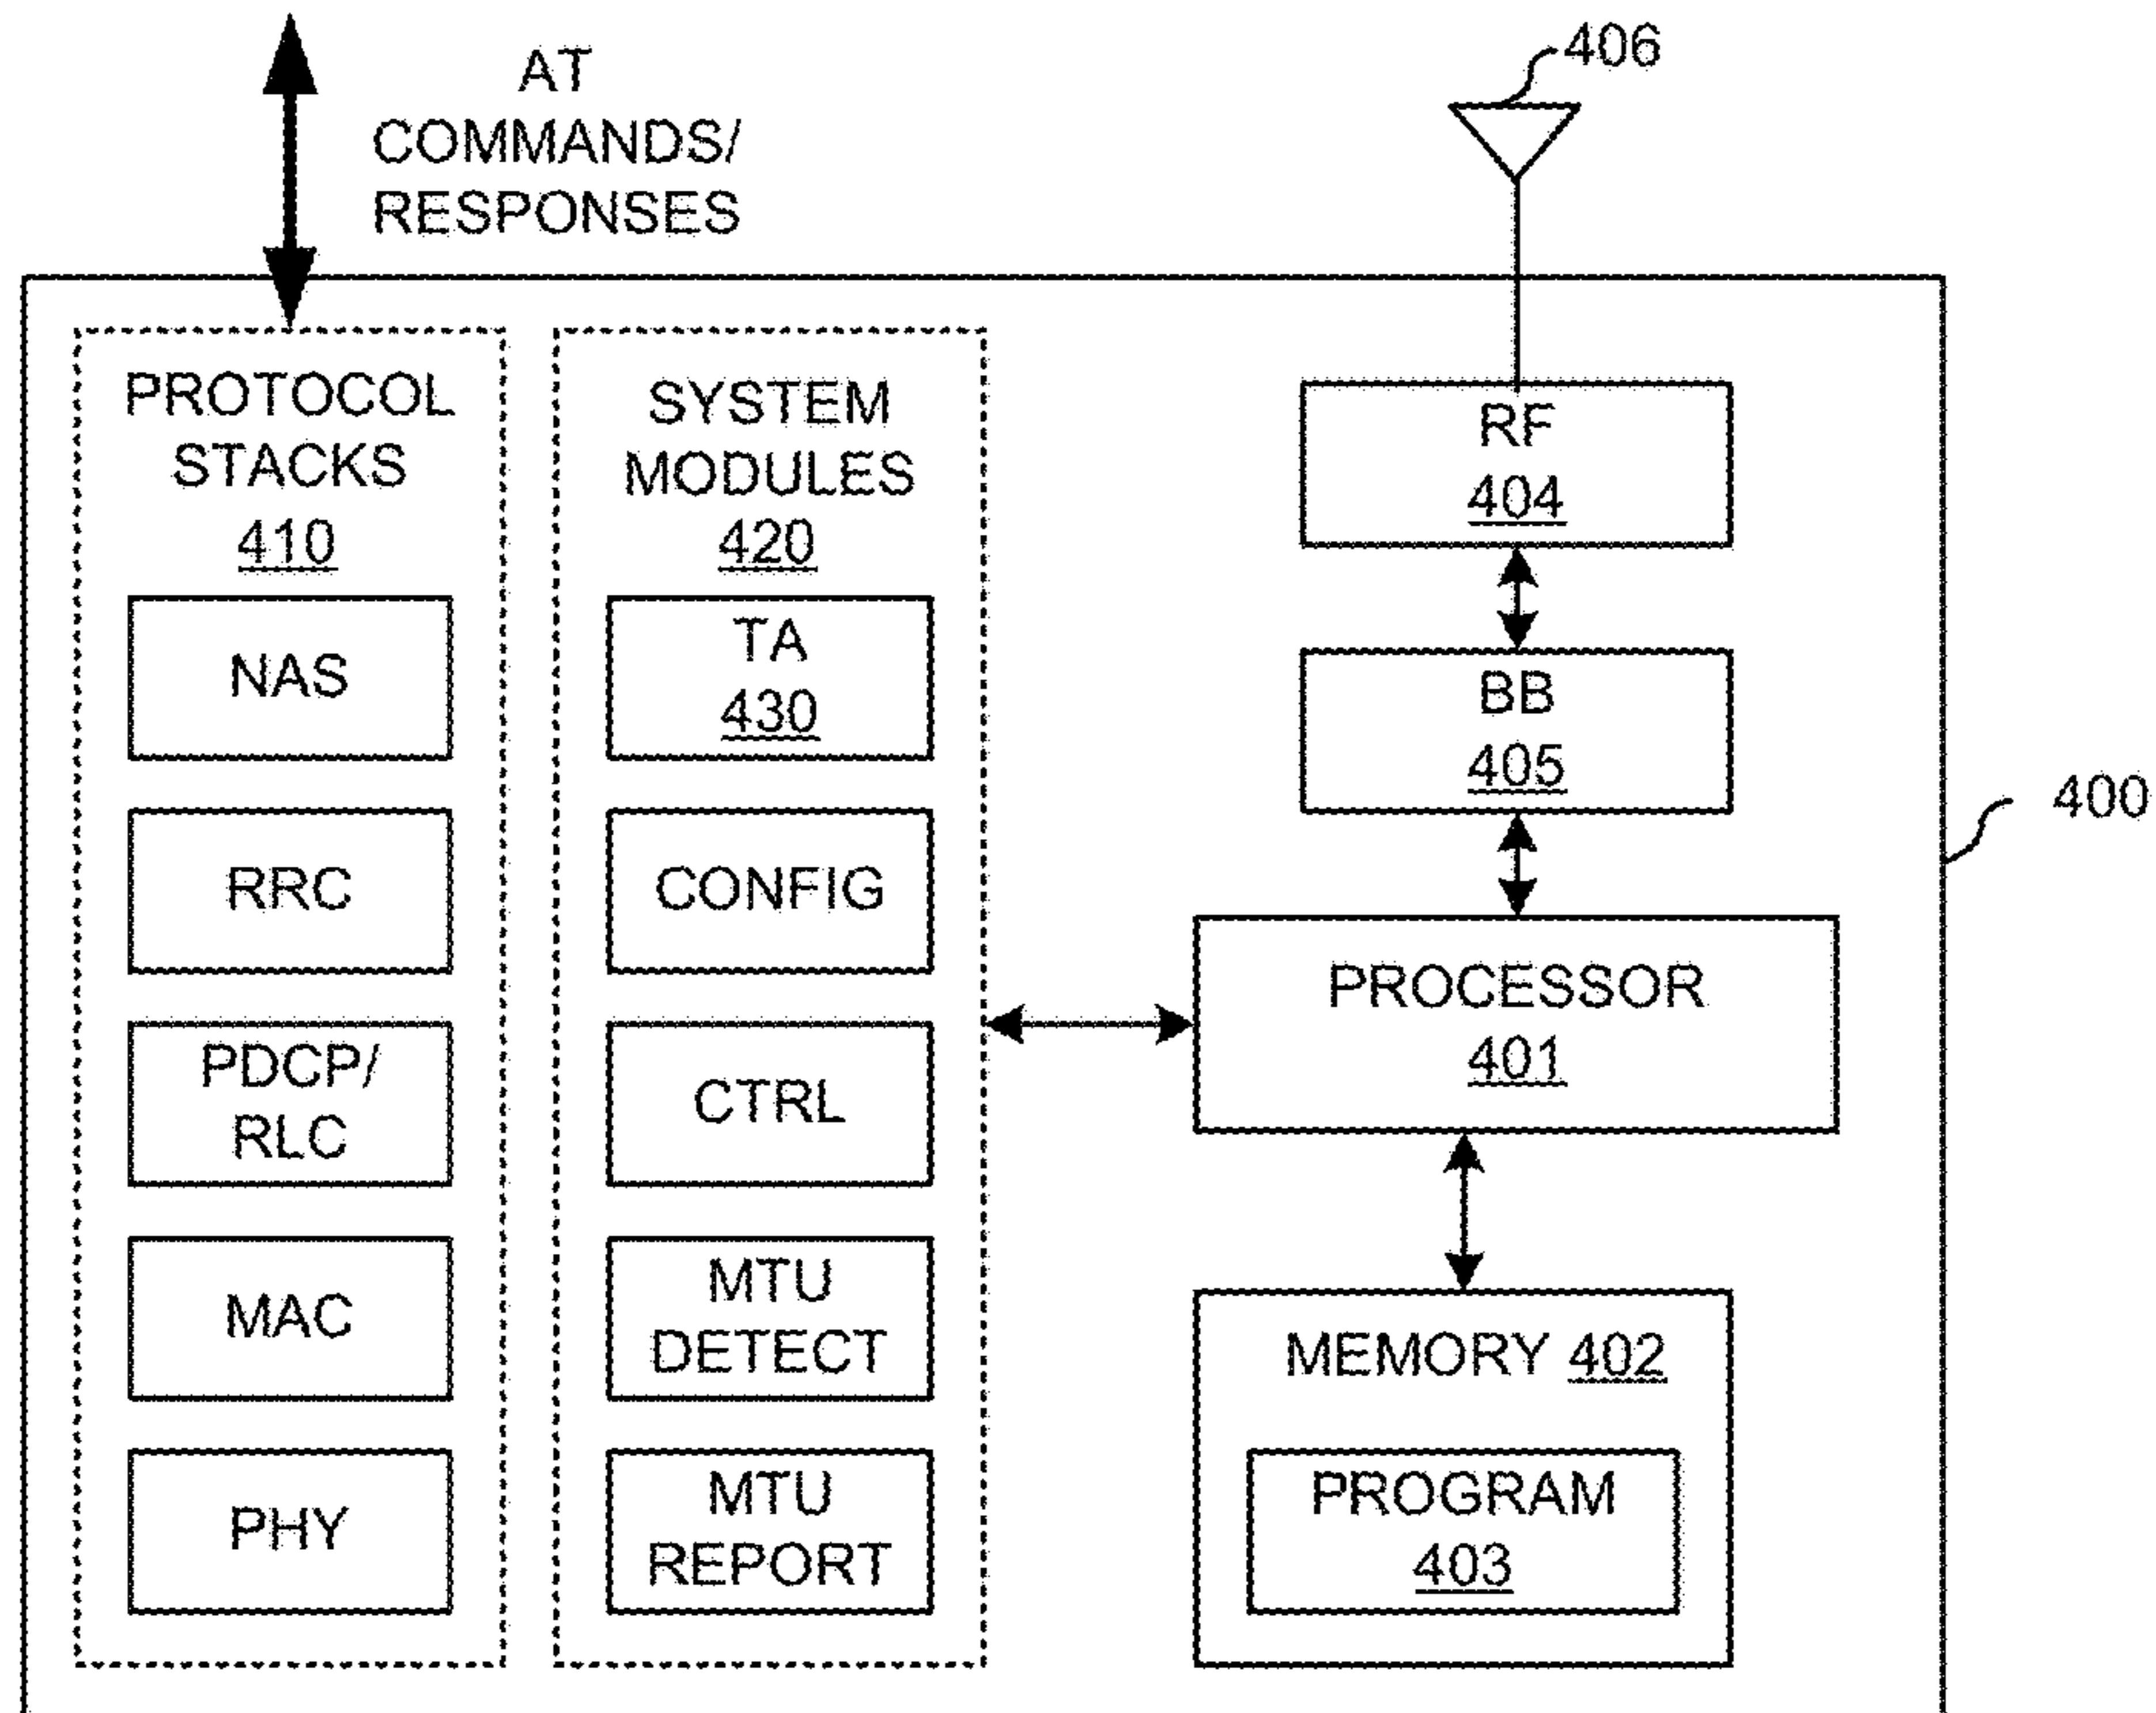 AT
COMMANDS/
RESPONSES
406
PROTOCOL
STACKS
410
NAS
RRC
PDCP/
RLC
MAC
PHY
SYSTEM
MODULES
420
TA
430
CONFIG
CTRL
MTU
DETECT
MTU
REPORT
RF
404
BB
405
PROCESSOR
401
MEMORY 402
PROGRAM
403
400